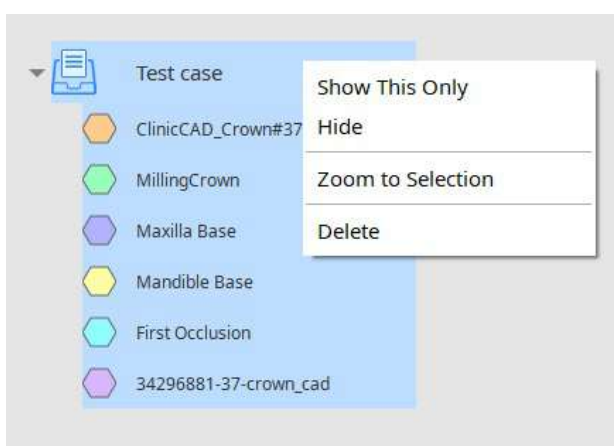 Test case
Show This Only
ClinicCAD_Crown#37
Hide
MillingCrown
Zoom to Selection
Maxilla Base
Delete
Mandible Base
First Occlusion
34296881-37-crown_cad